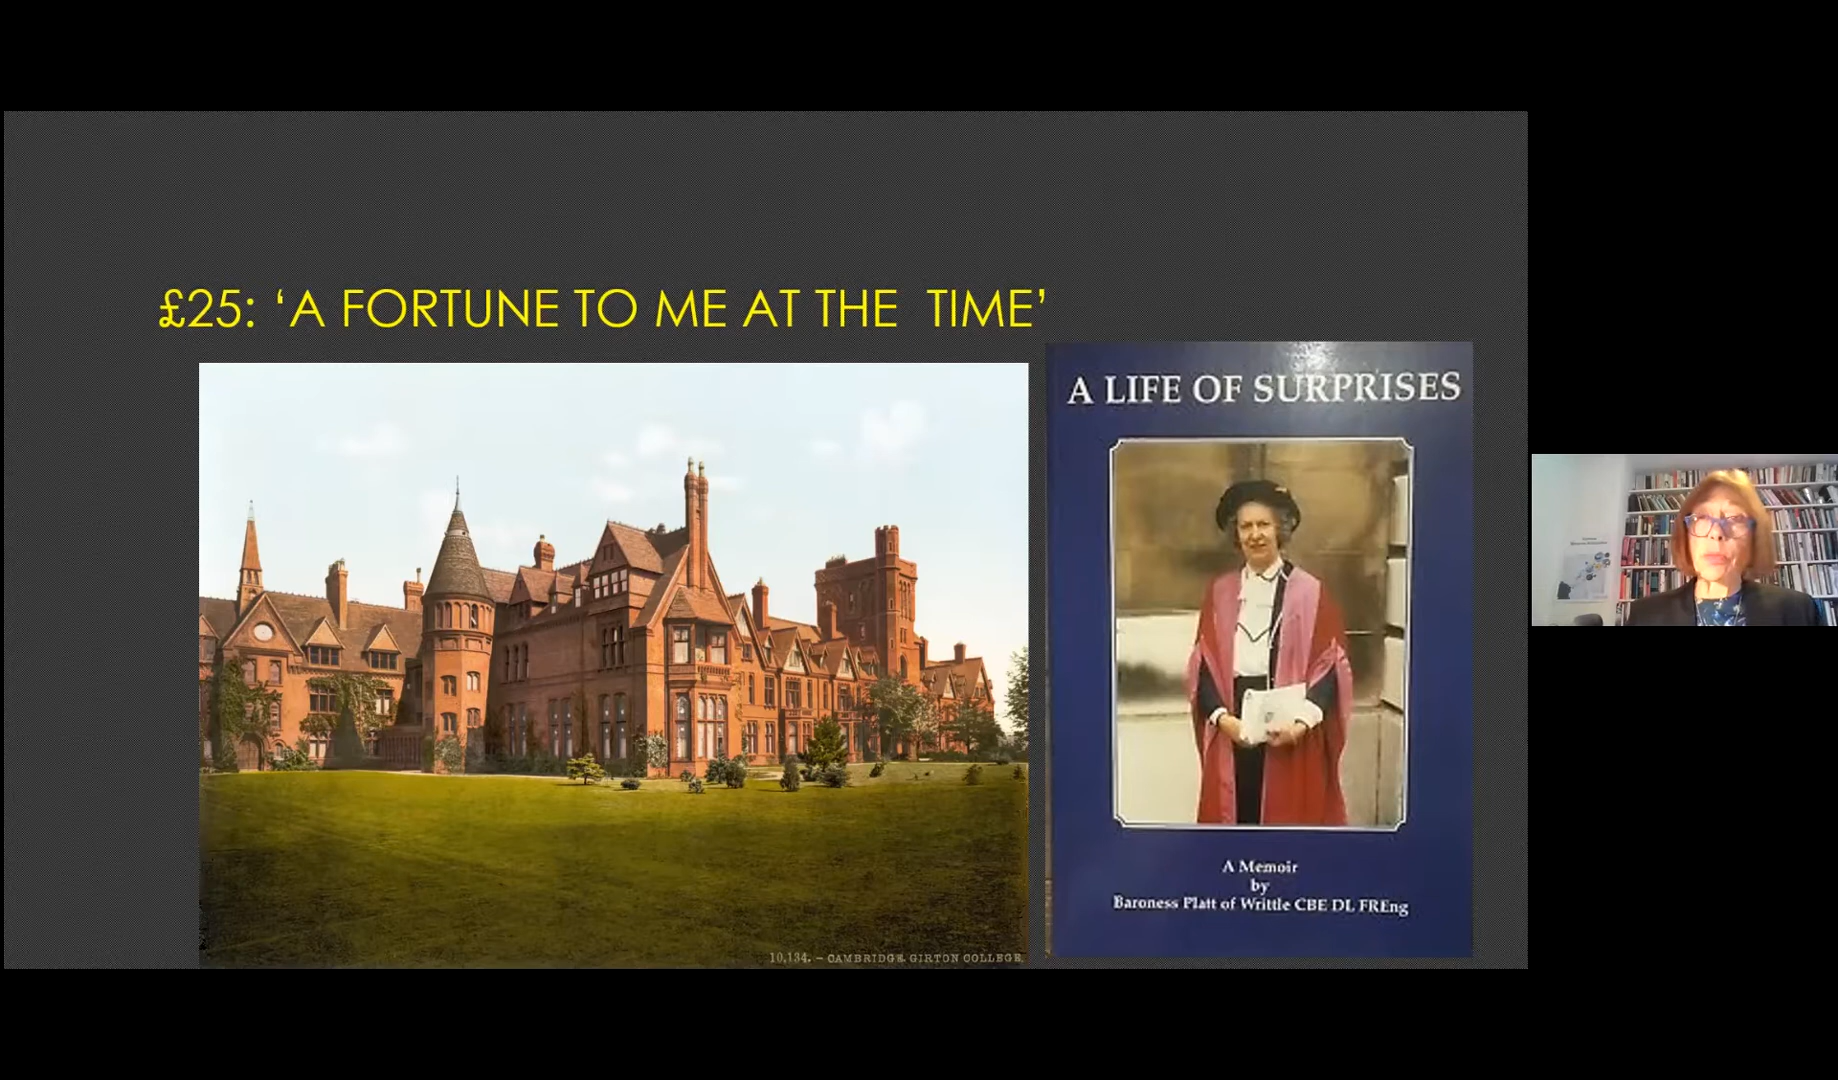 £25: ‘A FORTUNE TO ME AT THE TIME’
A LIFE OF SURPRISES
A Memoir
by
Baroness Platt of Writtle CBE DL FREng
10,134. – CAMBRIDGE. GIRTON COLLEGE.